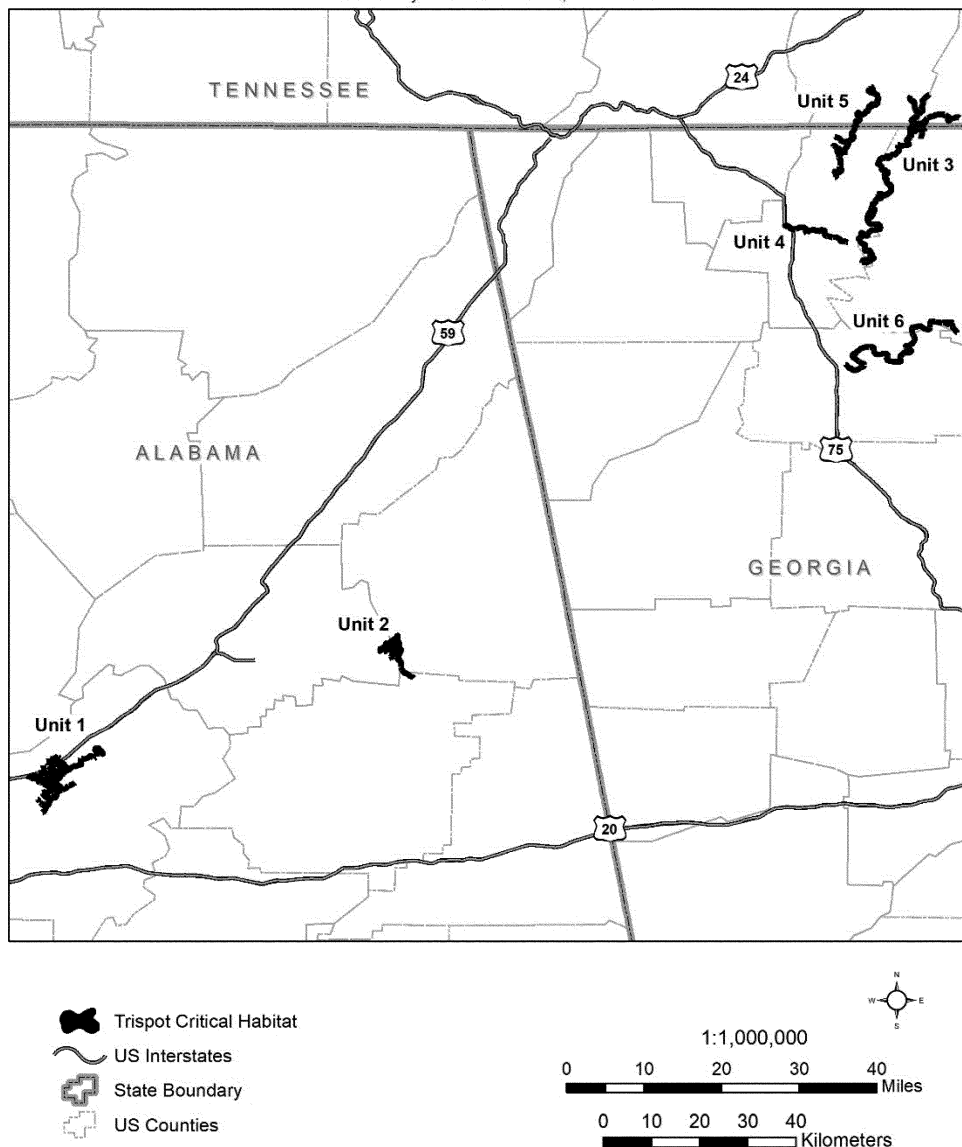 TENNESSEE
24
Unit 5
Unit 3
Unit 4
Unit 6
59
ALABAMA
75
GEORGIA
Unit 2
Unit 1
20
N
W E
S
Trispot Critical Habitat
US Interstates
State Boundary
US Counties
1:1,000,000
0 10 20 30 40 Miles
0 10 20 30 40 Kilometers